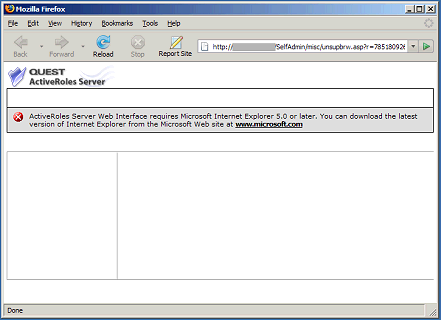 Mozilla Firefox
File Edit View History Bookmarks Tools Help
Back Forward Reload Stop Report Site
http:// /SelfAdmin/misc/unsupbrw.asp?r=78518092
QUEST
ActiveRoles Server
ActiveRoles Server Web Interface requires Microsoft Internet Explorer 5.0 or later. You can download the latest
version of Internet Explorer from the Microsoft Web site at www.microsoft.com
Done